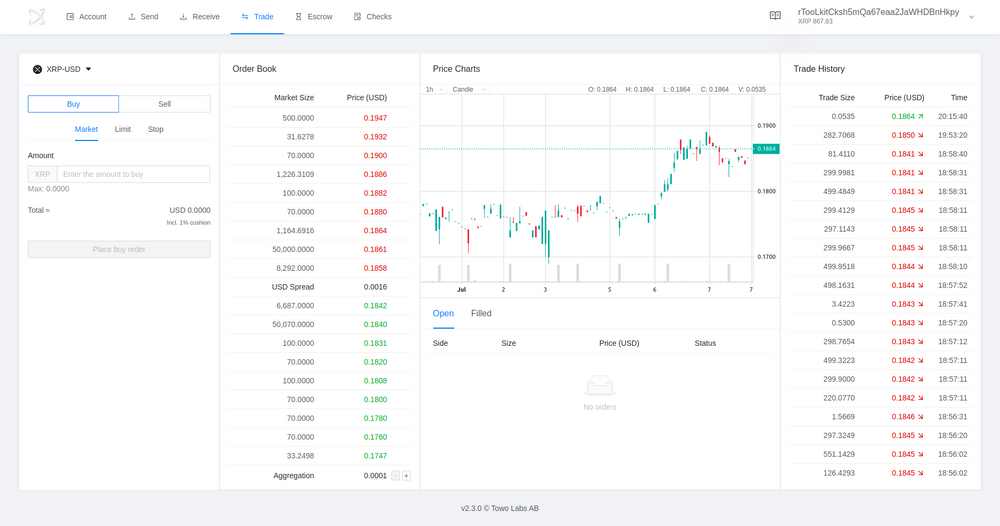 Account Send Receive Trade Escrow Checks
rTooLkitCksh5mQa67eaa2JaWHDBnHkpy
XRP 867.83
XRP-USD
Buy Sell
Market Limit Stop
Amount
XRP Enter the amount to buy
Max: 0.0000
Total ≈ USD 0.0000
Incl. 1% cushion
Place buy order
Order Book
Market Size Price (USD)
500.0000 0.1947
31.6278 0.1932
70.0000 0.1900
1,226.3109 0.1886
100.0000 0.1882
70.0000 0.1880
1,164.6916 0.1864
50,000.0000 0.1861
8,292.0000 0.1858
USD Spread 0.0016
6,687.0000 0.1842
50,070.0000 0.1840
100.0000 0.1831
70.0000 0.1820
100.0000 0.1808
70.0000 0.1800
70.0000 0.1780
70.0000 0.1760
33.2498 0.1747
Aggregation 0.0001 - +
Price Charts
1h Candle O: 0.1864 H: 0.1864 L: 0.1864 C: 0.1864 V: 0.0535
0.1900
0.1864
0.1800
0.1700
Jul 2 3 5 6 7 7
Open Filled
Side Size Price (USD) Status
No orders
Trade History
Trade Size Price (USD) Time
0.0535 0.1864 20:15:40
282.7068 0.1850 19:53:20
81.4110 0.1841 18:58:40
299.9981 0.1841 18:58:31
499.4849 0.1841 18:58:31
299.4129 0.1845 18:58:11
297.1143 0.1845 18:58:11
299.9667 0.1845 18:58:11
499.9518 0.1844 18:58:10
498.1631 0.1844 18:57:52
3.4223 0.1843 18:57:41
0.5300 0.1843 18:57:20
298.7654 0.1843 18:57:12
499.3223 0.1842 18:57:11
299.9000 0.1842 18:57:11
220.0770 0.1842 18:57:11
1.5669 0.1846 18:56:31
297.3249 0.1845 18:56:20
551.1429 0.1845 18:56:02
126.4293 0.1845 18:56:02
v2.3.0 © Towo Labs AB